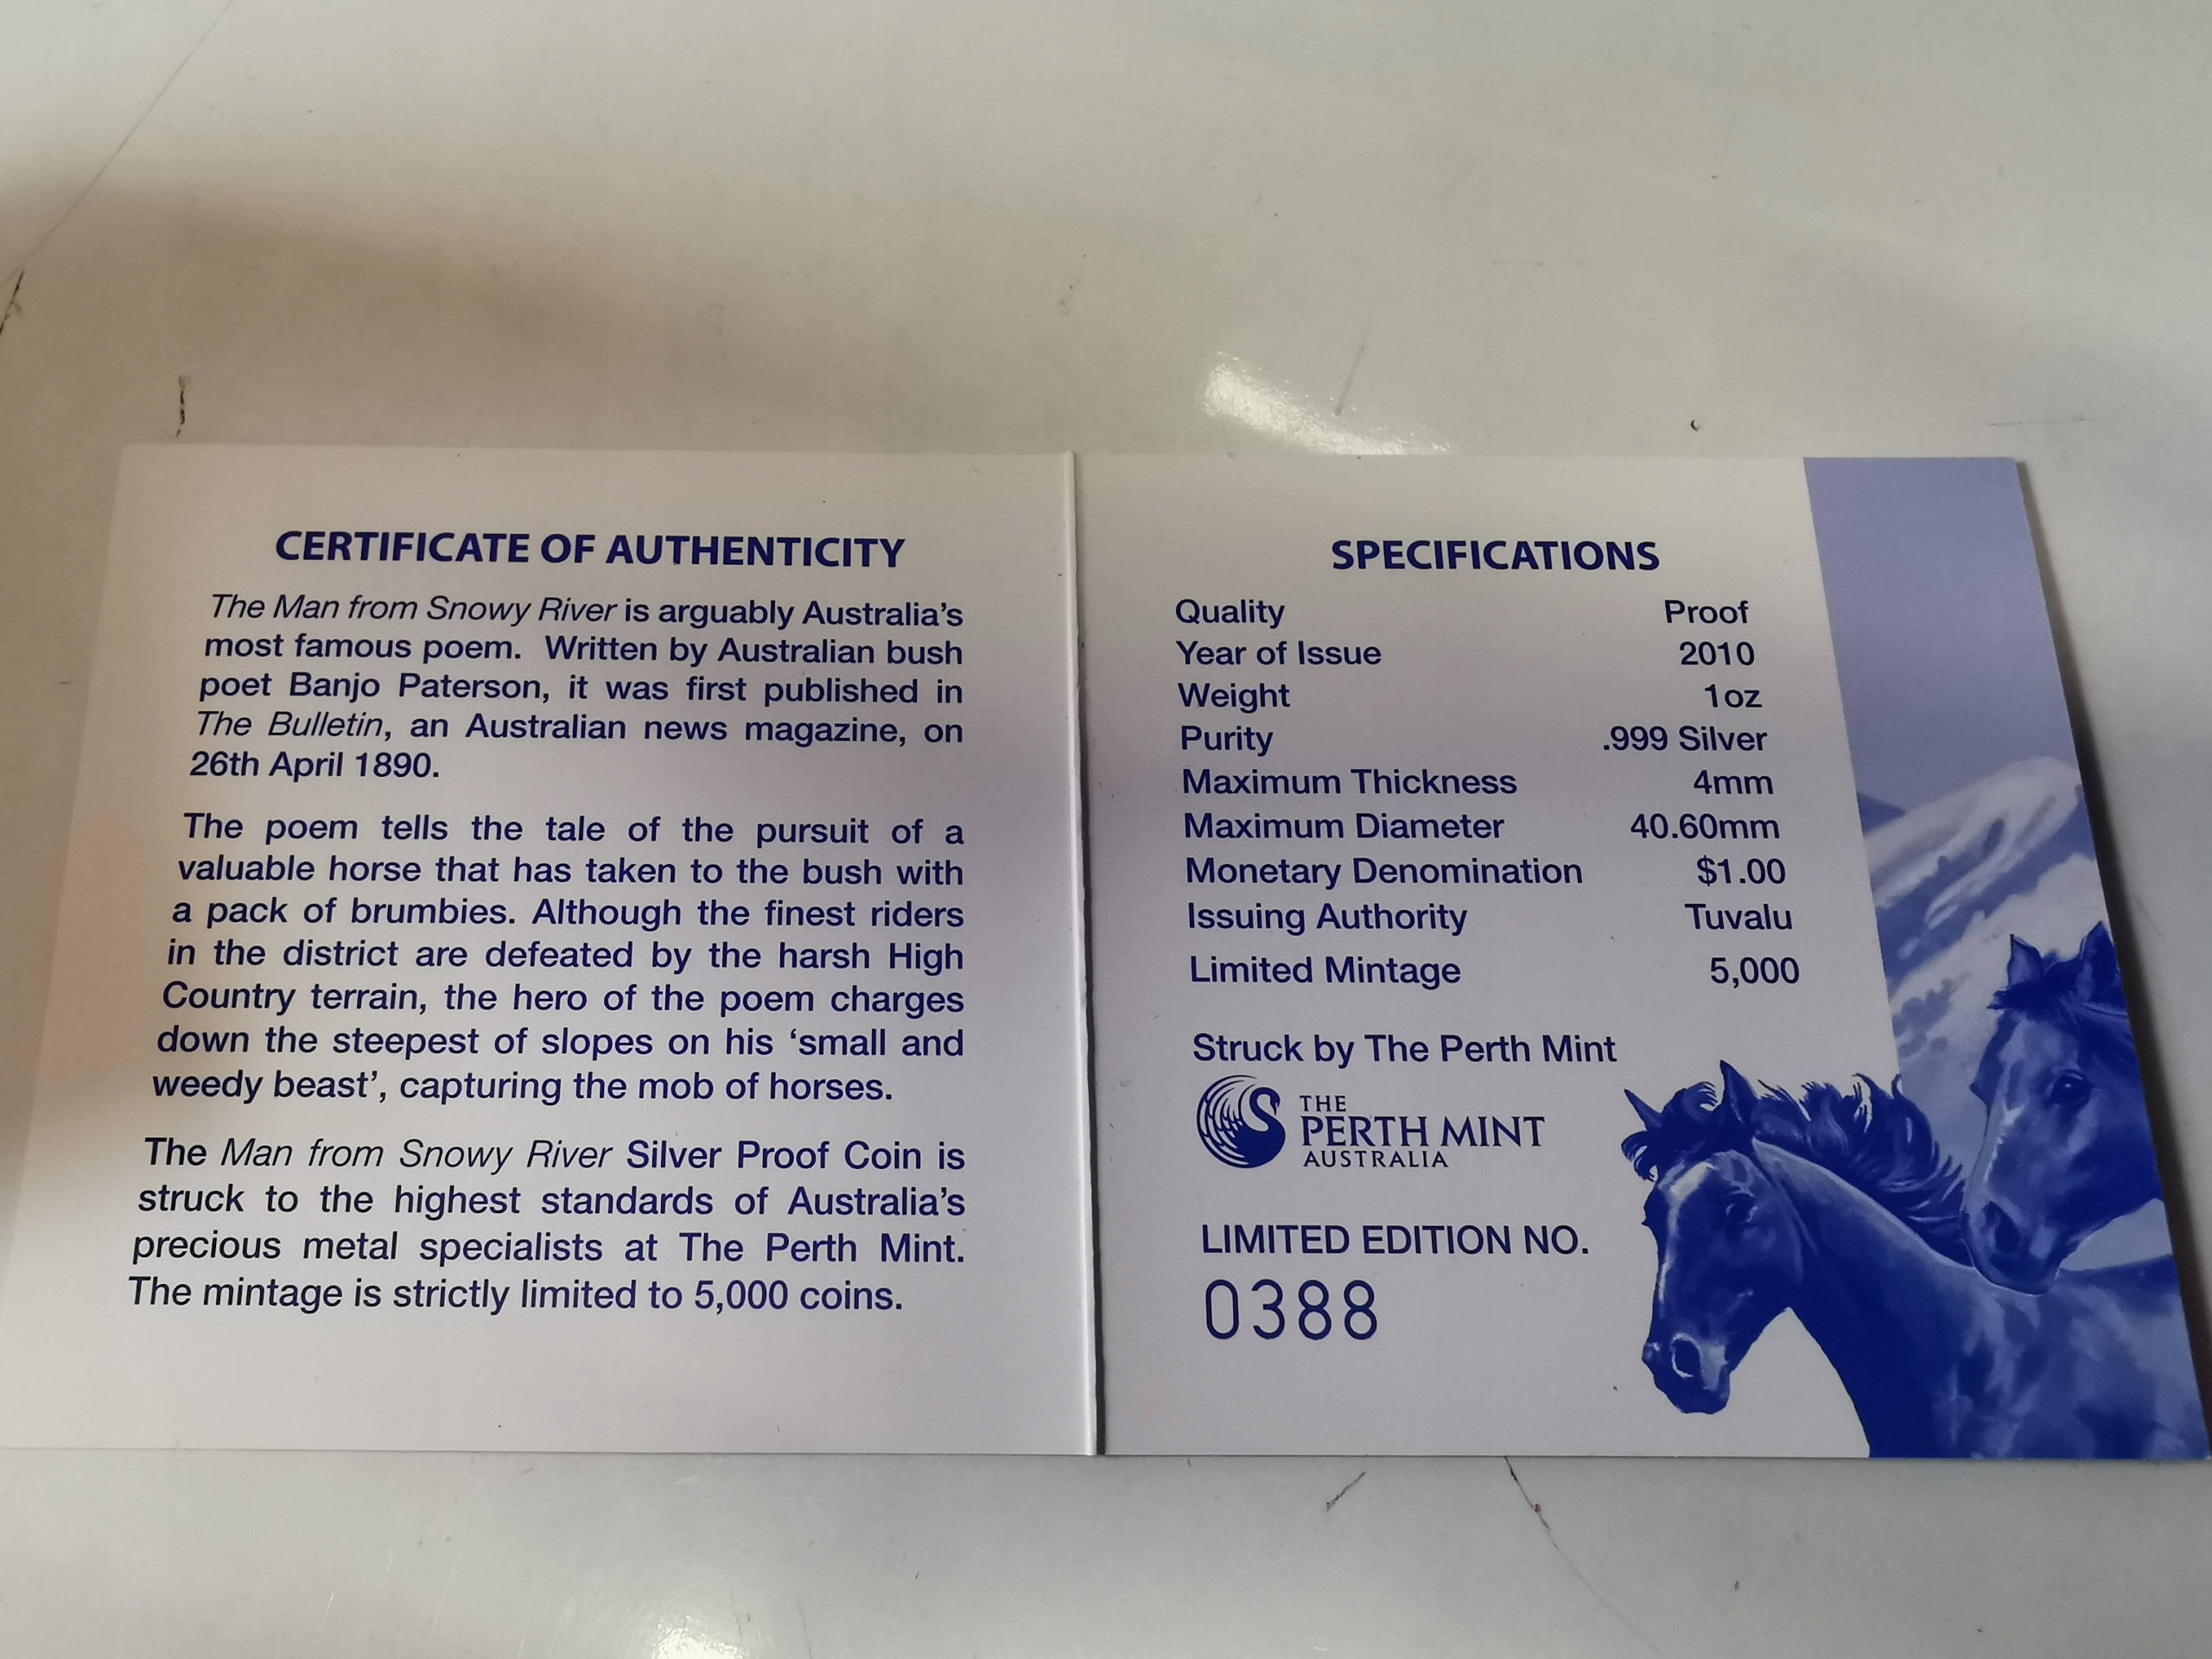 CERTIFICATE OF AUTHENTICITY
The Man from Snowy River is arguably Australia's
most famous poem. Written by Australian bush
poet Banjo Paterson, it was first published in
The Bulletin, an Australian news magazine, on
26th April 1890.
The poem tells the tale of the pursuit of a
valuable horse that has taken to the bush with
a pack of brumbies. Although the finest riders
in the district are defeated by the harsh High
Country terrain, the hero of the poem charges
down the steepest of slopes on his ‘small and
weedy beast’, capturing the mob of horses.
The Man from Snowy River Silver Proof Coin is
struck to the highest standards of Australia's
precious metal specialists at The Perth Mint.
The mintage is strictly limited to 5,000 coins.
SPECIFICATIONS
Quality Proof
Year of Issue 2010
Weight 1oz
Purity .999 Silver
Maximum Thickness 4mm
Maximum Diameter 40.60mm
Monetary Denomination $1.00
Issuing Authority Tuvalu
Limited Mintage 5,000
Struck by The Perth Mint
THE
PERTH MINT
AUSTRALIA
LIMITED EDITION NO.
0388